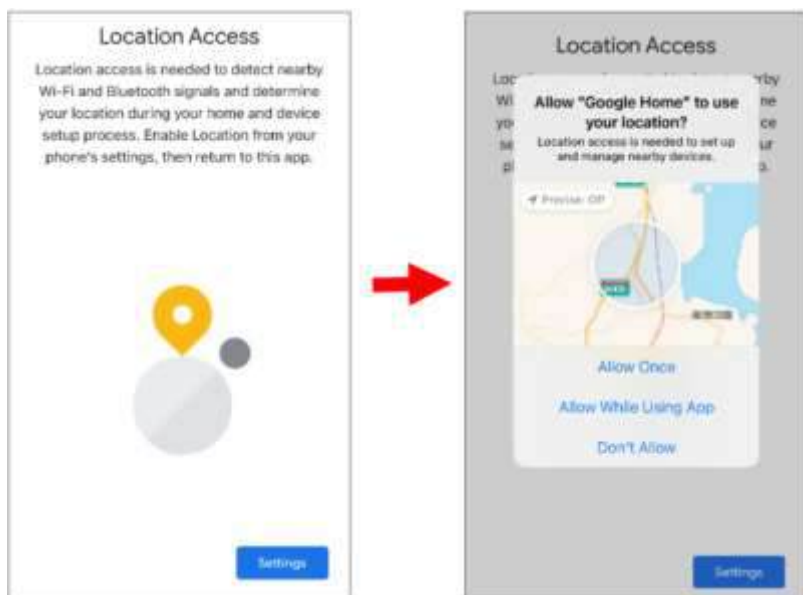 Location Access
Location access is needed to detect nearby
Wi-Fi and Bluetooth signals and determine
your location during your home and device
setup process. Enable Location from your
phone's settings, then return to this app.
Settings
Location Access
Allow "Google Home" to use
your location?
Location access is needed to set up
and manage nearby devices.
Precise: Off
Allow Once
Allow While Using App
Don't Allow
Settings